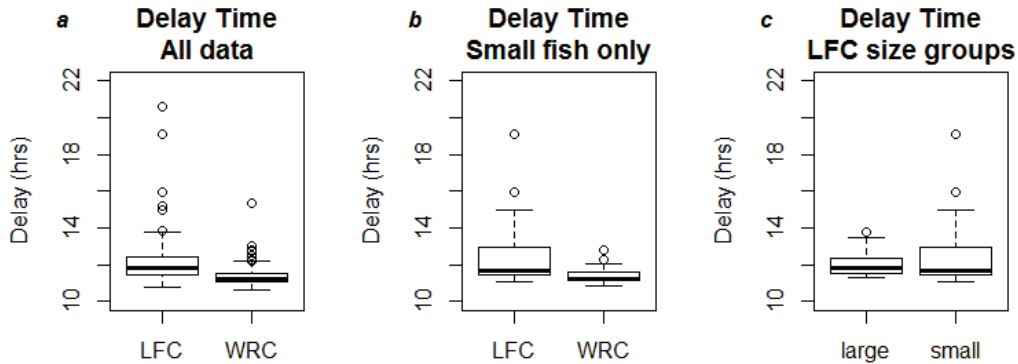 a Delay Time
All data
Delay (hrs)
22
18
14
10
LFC WRC
b Delay Time
Small fish only
Delay (hrs)
22
18
14
10
LFC WRC
c Delay Time
LFC size groups
Delay (hrs)
22
18
14
10
large small